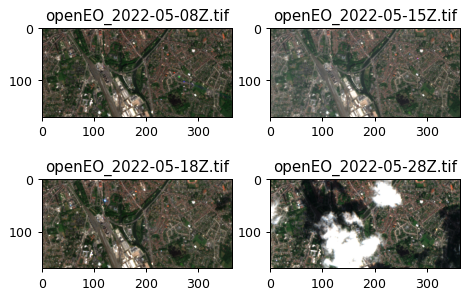 openEO_2022-05-08Z.tif
openEO_2022-05-15Z.tif
0
100
0 100 200 300
0
100
0 100 200 300
openEO_2022-05-18Z.tif
openEO_2022-05-28Z.tif
0
100
0 100 200 300
0
100
0 100 200 300